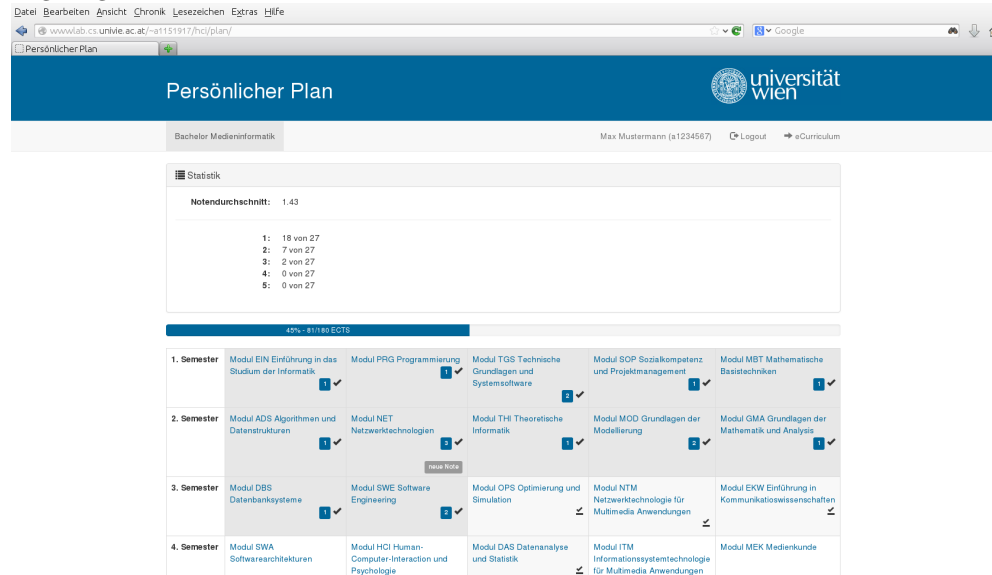 Datei Bearbeiten Ansicht Chronik Lesezeichen Extras Hilfe
wwwlab.cs.univie.ac.at/~a1151917/hci/plan/
Google
Persönlicher Plan
Persönlicher Plan
universität
wien
Bachelor Medieninformatik
Max Mustermann (a1234567)
Logout
eCurriculum
Statistik
Notendurchschnitt: 1.43
1: 18 von 27
2: 7 von 27
3: 2 von 27
4: 0 von 27
5: 0 von 27
45% - 81/180 ECTS
1. Semester
Modul EIN Einführung in das
Studium der Informatik
1
Modul PRG Programmierung
1
Modul TGS Technische
Grundlagen und
Systemsoftware
2
Modul SOP Sozialkompetenz
und Projektmanagement
1
Modul MBT Mathematische
Basistechniken
1
2. Semester
Modul ADS Algorithmen und
Datenstrukturen
1
Modul NET
Netzwerktechnologien
3
neue Note
Modul THI Theoretische
Informatik
1
Modul MOD Grundlagen der
Modellierung
2
Modul GMA Grundlagen der
Mathematik und Analysis
1
3. Semester
Modul DBS
Datenbanksysteme
1
Modul SWE Software
Engineering
2
Modul OPS Optimierung und
Simulation
Modul NTM
Netzwerktechnologie für
Multimedia Anwendungen
Modul EKW Einführung in
Kommunikatioswissenschaften
4. Semester
Modul SWA
Softwarearchitekturen
Modul HCI Human-
Computer-Interaction und
Psychologie
Modul DAS Datenanalyse
und Statistik
Modul ITM
Informationssystemtechnologie
für Multimedia Anwendungen
Modul MEK Medienkunde